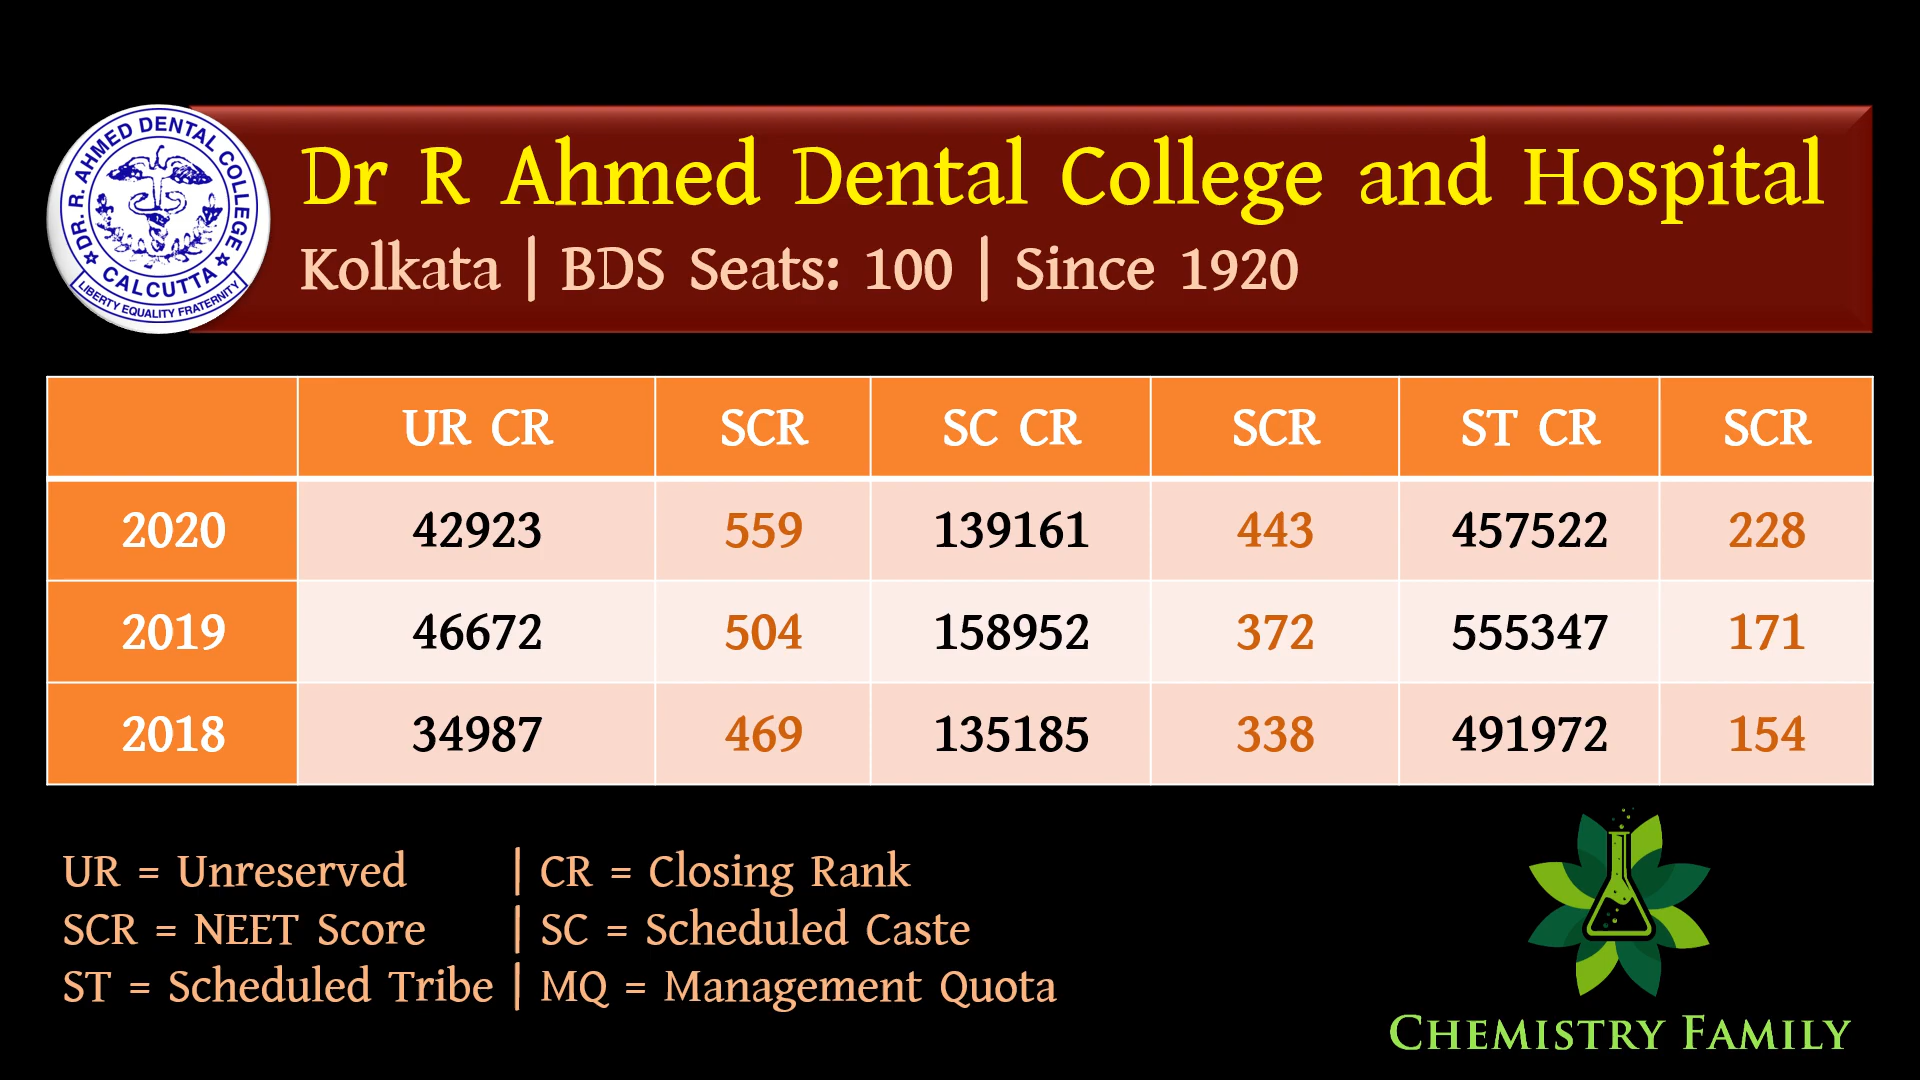 DR. R. AHMED DENTAL COLLEGE
CALCUTTA
LIBERTY EQUALITY FRATERNITY
Dr R Ahmed Dental College and Hospital
Kolkata | BDS Seats: 100 | Since 1920
UR CR SCR SC CR SCR ST CR SCR
2020 42923 559 139161 443 457522 228
2019 46672 504 158952 372 555347 171
2018 34987 469 135185 338 491972 154
UR = Unreserved | CR = Closing Rank
SCR = NEET Score | SC = Scheduled Caste
ST = Scheduled Tribe | MQ = Management Quota
CHEMISTRY FAMILY